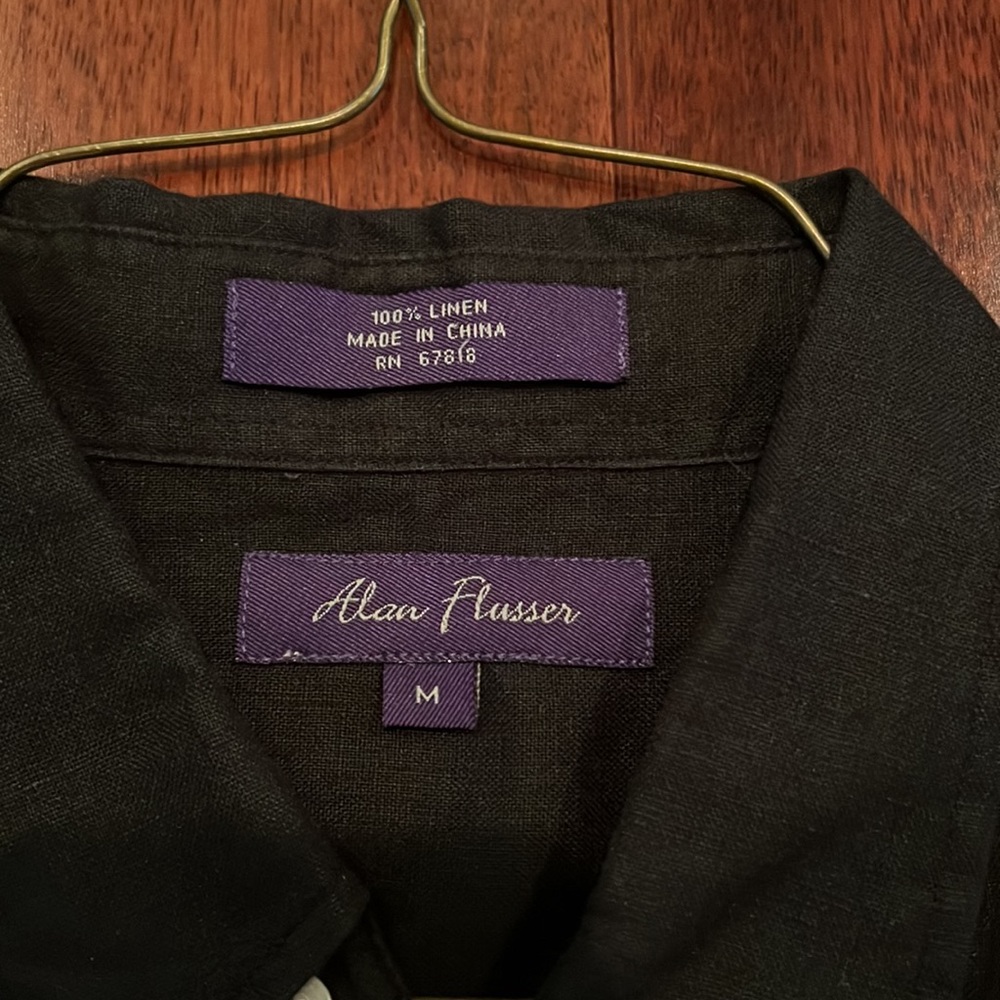 100% LINEN
MADE IN CHINA
RN 67818
Alan Flusser
M